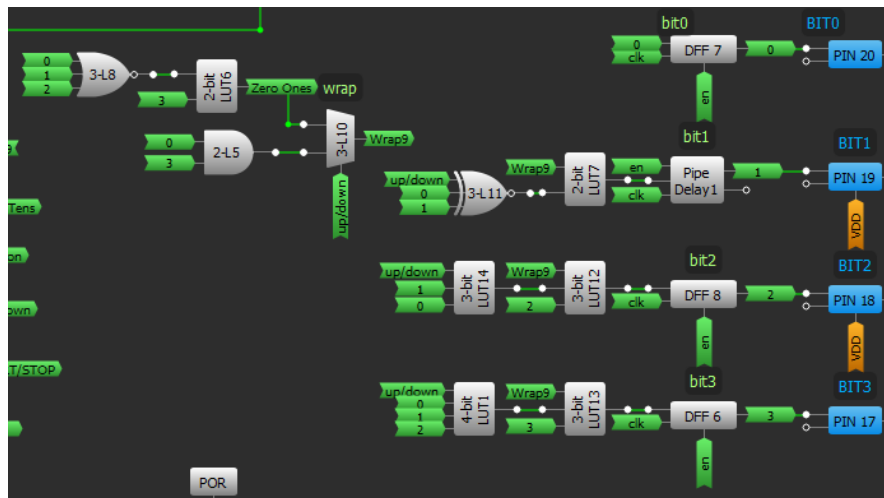 bit0
BIT0
0
clk
DFF 7
0
PIN 20
en
0
1
2
3-L8
3
2-bit
LUT6
Zero Ones
wrap
0
3
2-L5
3-L10
Wrap9
up/down
bit1
BIT1
up/down
0
1
3-L11
Wrap9
2-bit
LUT7
en
clk
Pipe
Delay1
1
PIN 19
VDD
Tens
on
own
T/STOP
bit2
BIT2
up/down
1
0
3-bit
LUT14
Wrap9
2
3-bit
LUT12
clk
DFF 8
2
PIN 18
en
VDD
bit3
BIT3
up/down
0
1
2
4-bit
LUT1
Wrap9
3
3-bit
LUT13
clk
DFF 6
3
PIN 17
en
POR